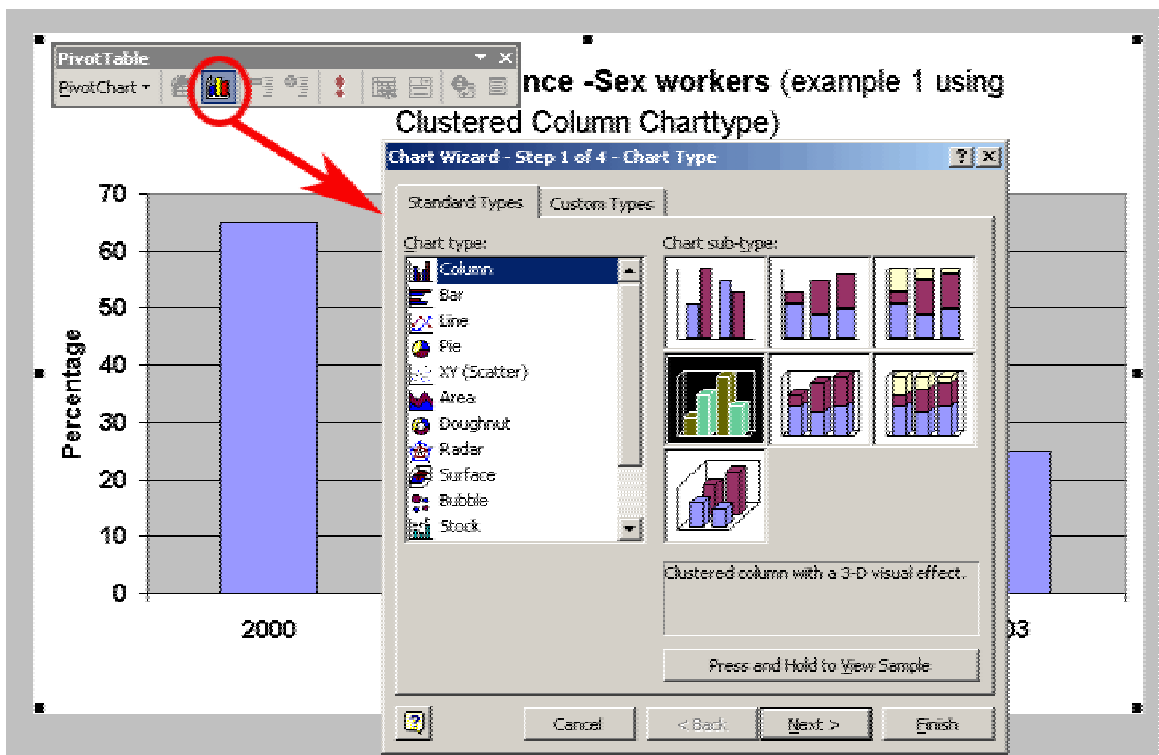 PivotTable
PivotChart
nce -Sex workers (example 1 using
Clustered Column Charttype)
Chart Wizard - Step 1 of 4 - Chart Type
Standard Types
Custom Types
Chart type:
Column
Bar
Line
Pie
XY (Scatter)
Area
Doughnut
Radar
Surface
Bubble
Stock
Chart sub-type:
Clustered column with a 3-D visual effect.
Press and Hold to View Sample
Cancel
< Back
Next >
Finish
Percentage
70
60
50
40
30
20
10
0
2000
03